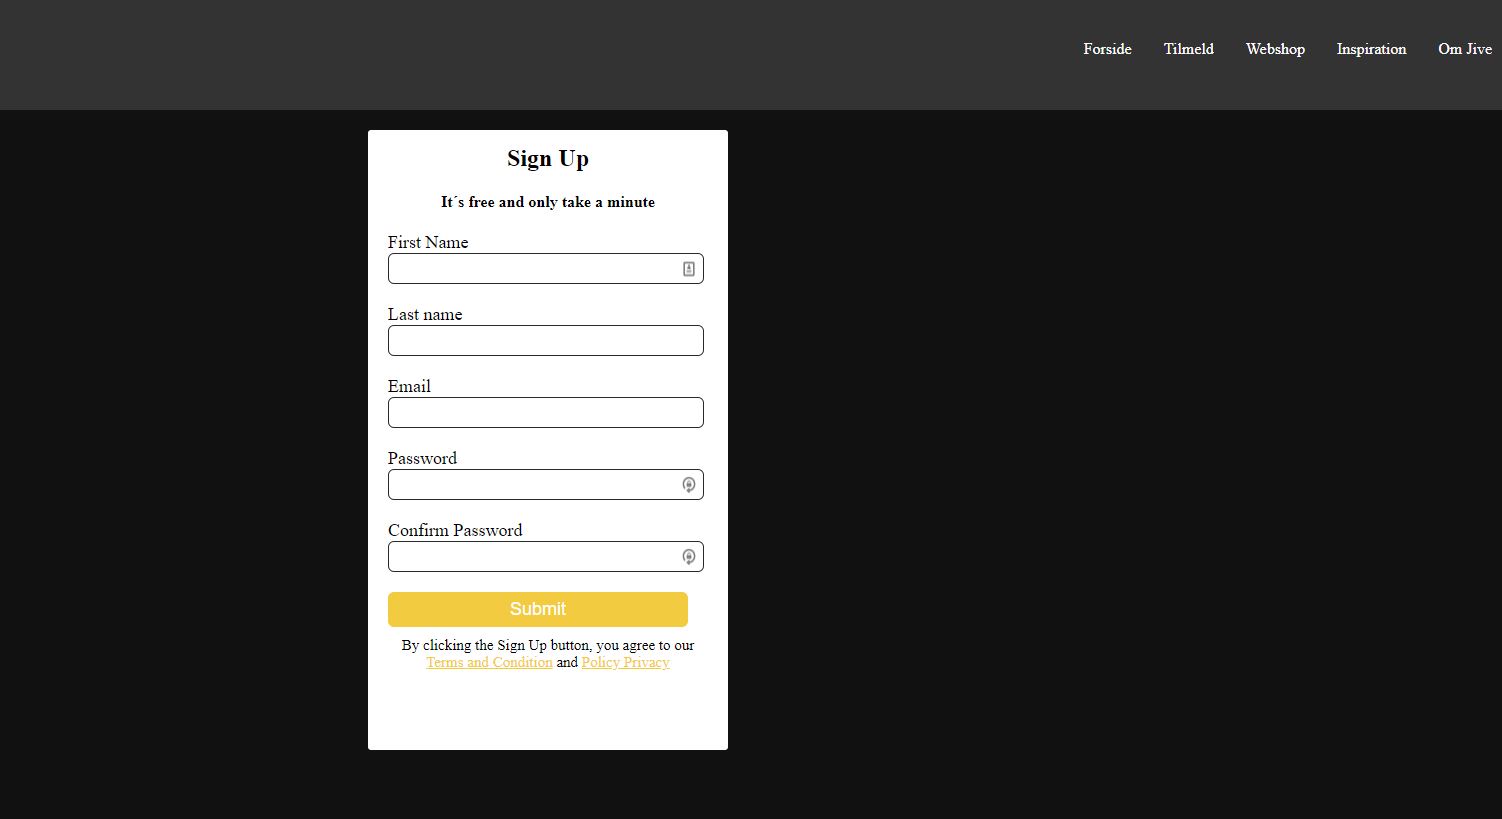 Forside Tilmeld Webshop Inspiration Om Jive
Sign Up
It´s free and only take a minute
First Name
Last name
Email
Password
Confirm Password
Submit
By clicking the Sign Up button, you agree to our
Terms and Condition and Policy Privacy